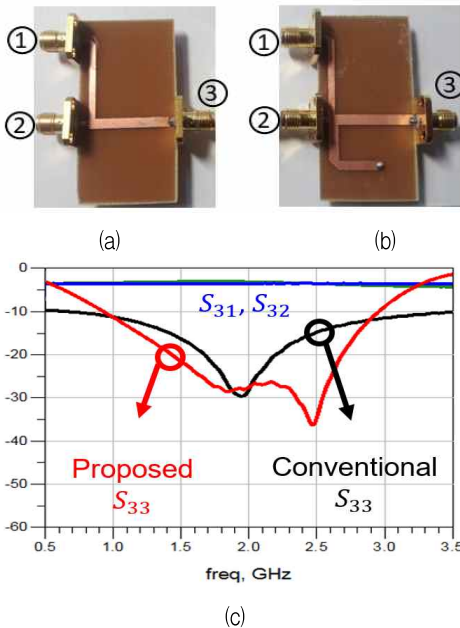 ①
②
③
①
②
③
(a)
(b)
0
-10
-20
-30
-40
-50
-60
S31, S32
Proposed
S33
Conventional
S33
0.5
1.0
1.5
2.0
2.5
3.0
3.5
freq, GHz
(c)